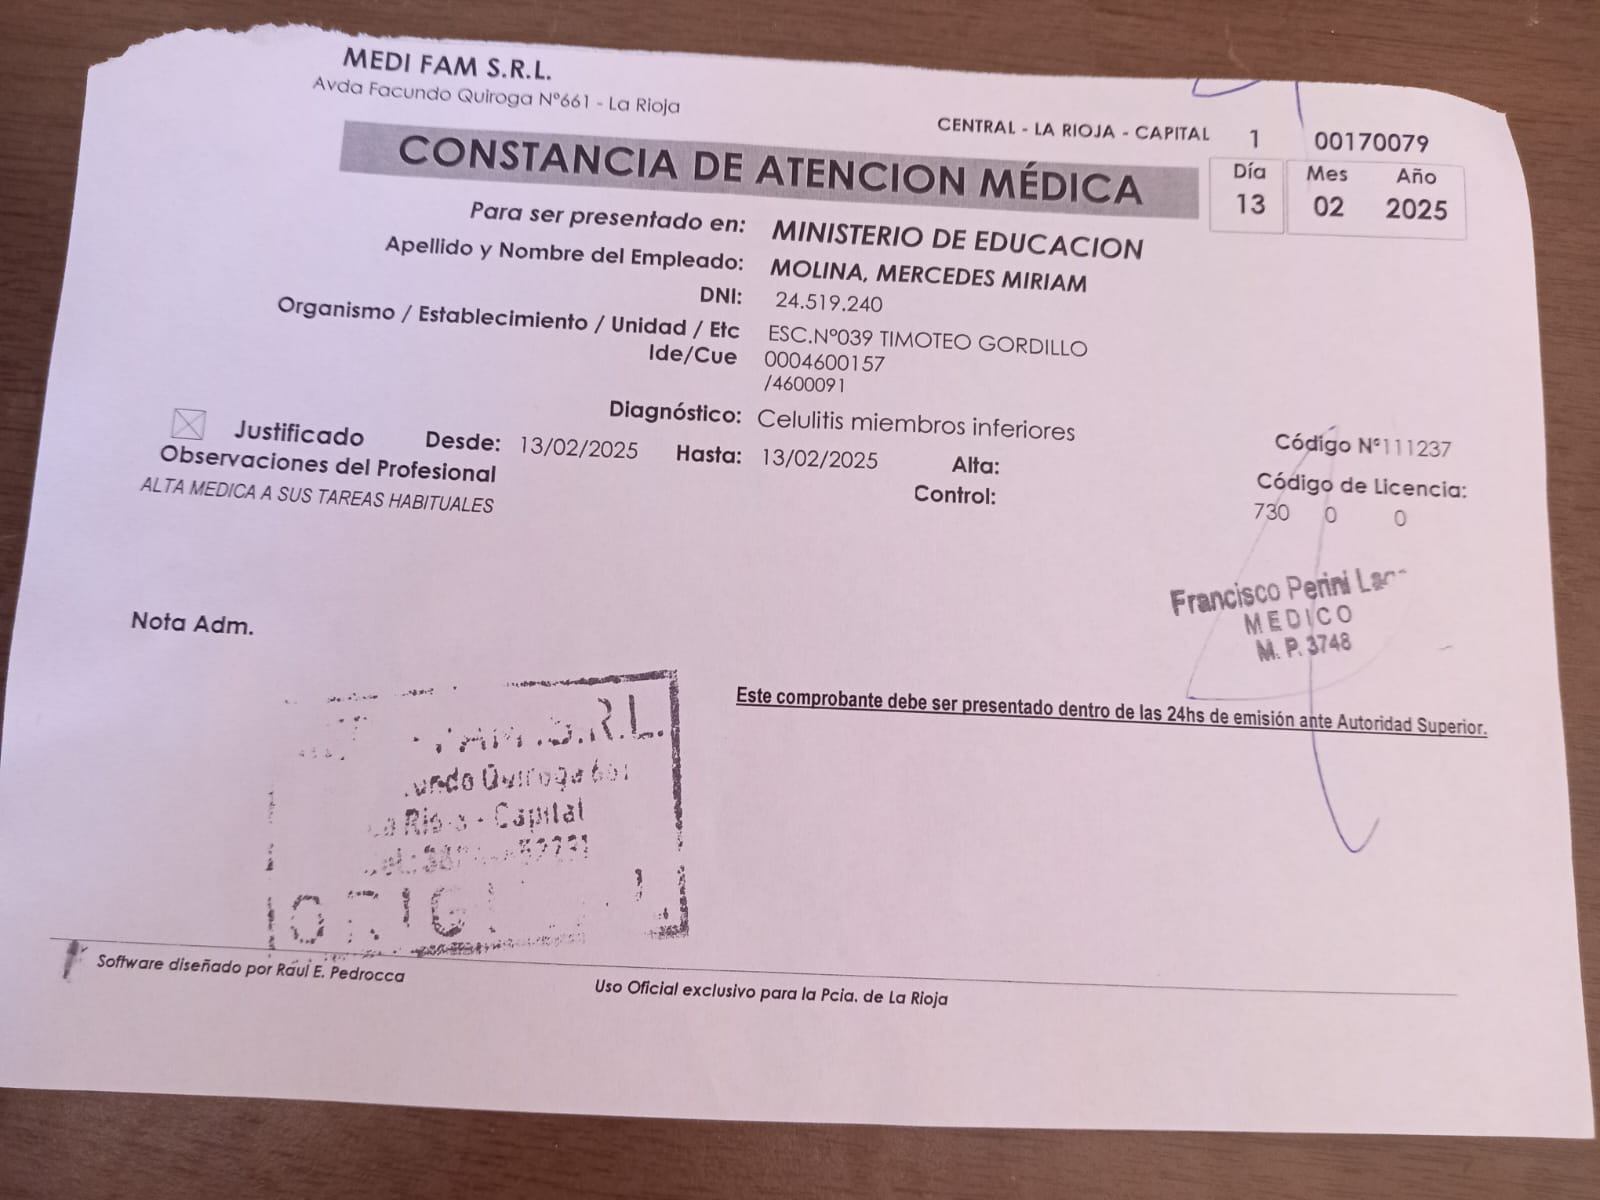 MEDI FAM S.R.L.
Avda Facundo Quiroga N°661 - La Rioja
CENTRAL - LA RIOJA - CAPITAL 1 00170079
CONSTANCIA DE ATENCION MÉDICA
Día Mes Año
13 02 2025
Para ser presentado en: MINISTERIO DE EDUCACION
Apellido y Nombre del Empleado: MOLINA, MERCEDES MIRIAM
DNI: 24.519.240
Organismo / Establecimiento / Unidad / Etc ESC.N°039 TIMOTEO GORDILLO
Ide/Cue 0004600157
/4600091
Diagnóstico: Celulitis miembros inferiores
Justificado Desde: 13/02/2025 Hasta: 13/02/2025 Alta:
Código N°111237
Observaciones del Profesional
Control:
Código de Licencia:
ALTA MEDICA A SUS TAREAS HABITUALES
730 0 0
Francisco Perini
MEDICO
M. P. 3748
Nota Adm.
Este comprobante debe ser presentado dentro de las 24hs de emisión ante Autoridad Superior.
S.R.L.
Quiroga
- Capital
Software diseñado por Raúl E. Pedrocca
Uso Oficial exclusivo para la Pcia. de La Rioja